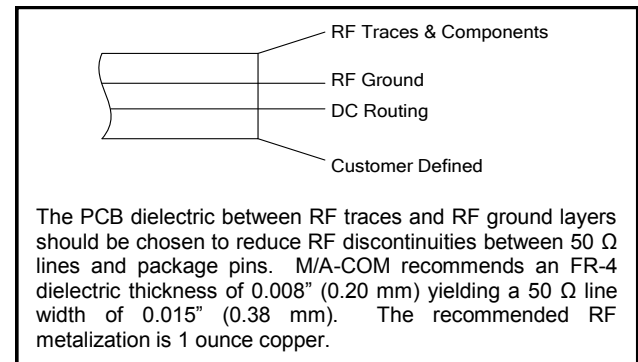 RF Traces & Components
RF Ground
DC Routing
Customer Defined
The PCB dielectric between RF traces and RF ground layers
should be chosen to reduce RF discontinuities between 50 Ω
lines and package pins. M/A-COM recommends an FR-4
dielectric thickness of 0.008” (0.20 mm) yielding a 50 Ω line
width of 0.015” (0.38 mm). The recommended RF
metalization is 1 ounce copper.